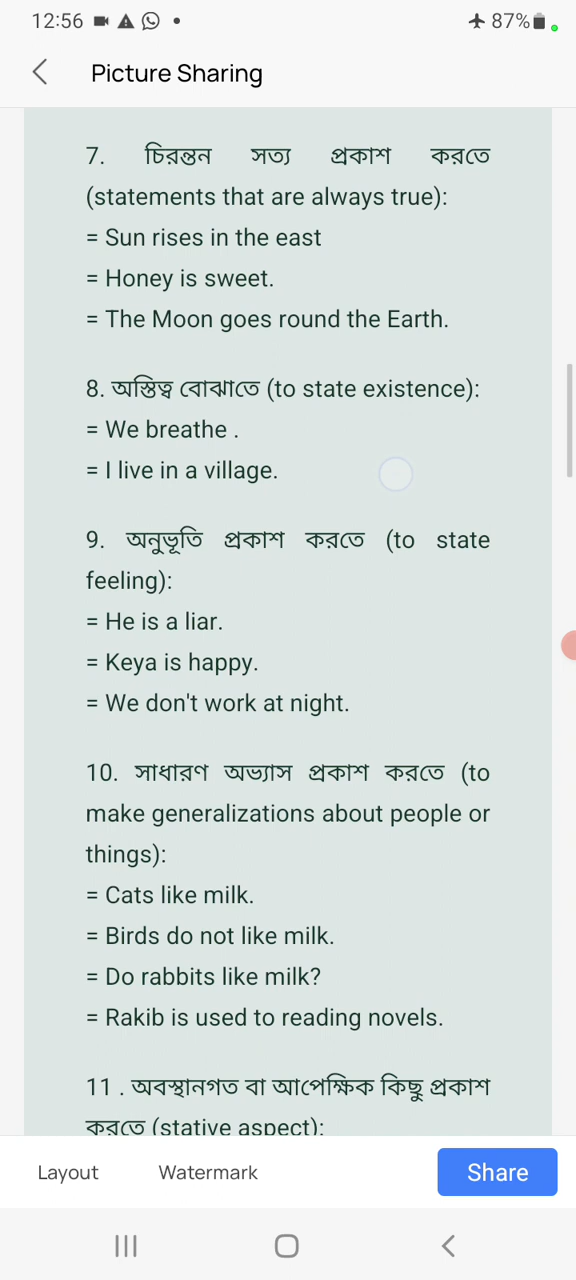 12:56
87%
Picture Sharing
7. চিরন্তন সত্য প্রকাশ করতে
(statements that are always true):
= Sun rises in the east
= Honey is sweet.
= The Moon goes round the Earth.
8. অস্তিত্ব বোঝাতে (to state existence):
= We breathe .
= I live in a village.
9. অনুভূতি প্রকাশ করতে (to state
feeling):
= He is a liar.
= Keya is happy.
= We don't work at night.
10. সাধারণ অভ্যাস প্রকাশ করতে (to
make generalizations about people or
things):
= Cats like milk.
= Birds do not like milk.
= Do rabbits like milk?
= Rakib is used to reading novels.
11 . অবস্থানগত বা আপেক্ষিক কিছু প্রকাশ
করতে (stative aspect):
Layout Watermark Share